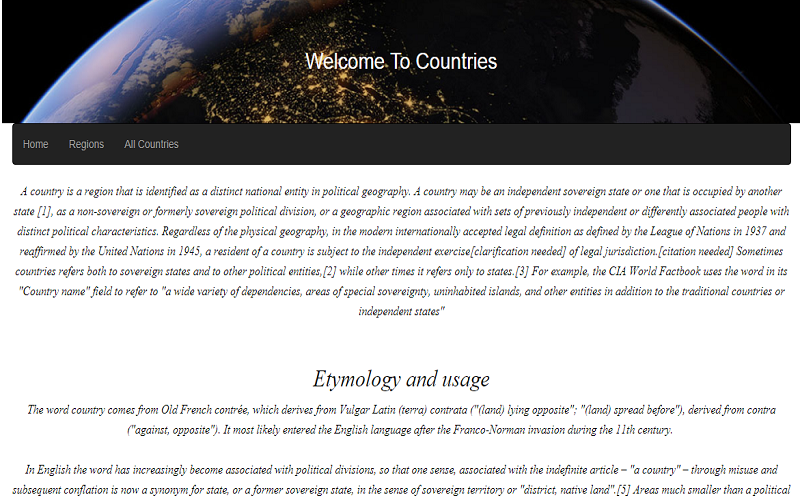 Welcome To Countries
Home Regions All Countries
A country is a region that is identified as a distinct national entity in political geography. A country may be an independent sovereign state or one that is occupied by another
state [1], as a non-sovereign or formerly sovereign political division, or a geographic region associated with sets of previously independent or differently associated people with
distinct political characteristics. Regardless of the physical geography, in the modern internationally accepted legal definition as defined by the League of Nations in 1937 and
reaffirmed by the United Nations in 1945, a resident of a country is subject to the independent exercise[clarification needed] of legal jurisdiction.[citation needed] Sometimes
countries refers both to sovereign states and to other political entities,[2] while other times it refers only to states.[3] For example, the CIA World Factbook uses the word in its
"Country name" field to refer to "a wide variety of dependencies, areas of special sovereignty, uninhabited islands, and other entities in addition to the traditional countries or
independent states"
Etymology and usage
The word country comes from Old French contrée, which derives from Vulgar Latin (terra) contrata ("(land) lying opposite"; "(land) spread before"), derived from contra
("against, opposite"). It most likely entered the English language after the Franco-Norman invasion during the 11th century.
In English the word has increasingly become associated with political divisions, so that one sense, associated with the indefinite article – "a country" – through misuse and
subsequent conflation is now a synonym for state, or a former sovereign state, in the sense of sovereign territory or "district, native land".[5] Areas much smaller than a political